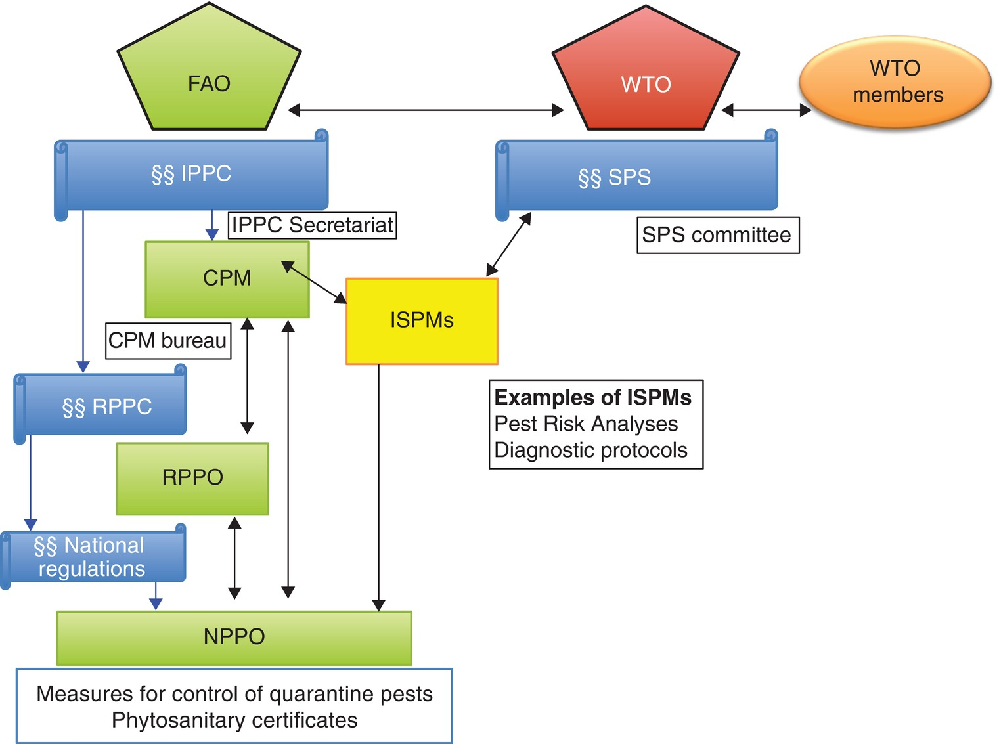 FAO
WTO
WTO
members
§§ IPPC
§§ SPS
IPPC Secretariat
SPS committee
CPM
ISPMs
CPM bureau
Examples of ISPMs
Pest Risk Analyses
Diagnostic protocols
§§ RPPC
RPPO
§§ National
regulations
NPPO
Measures for control of quarantine pests
Phytosanitary certificates